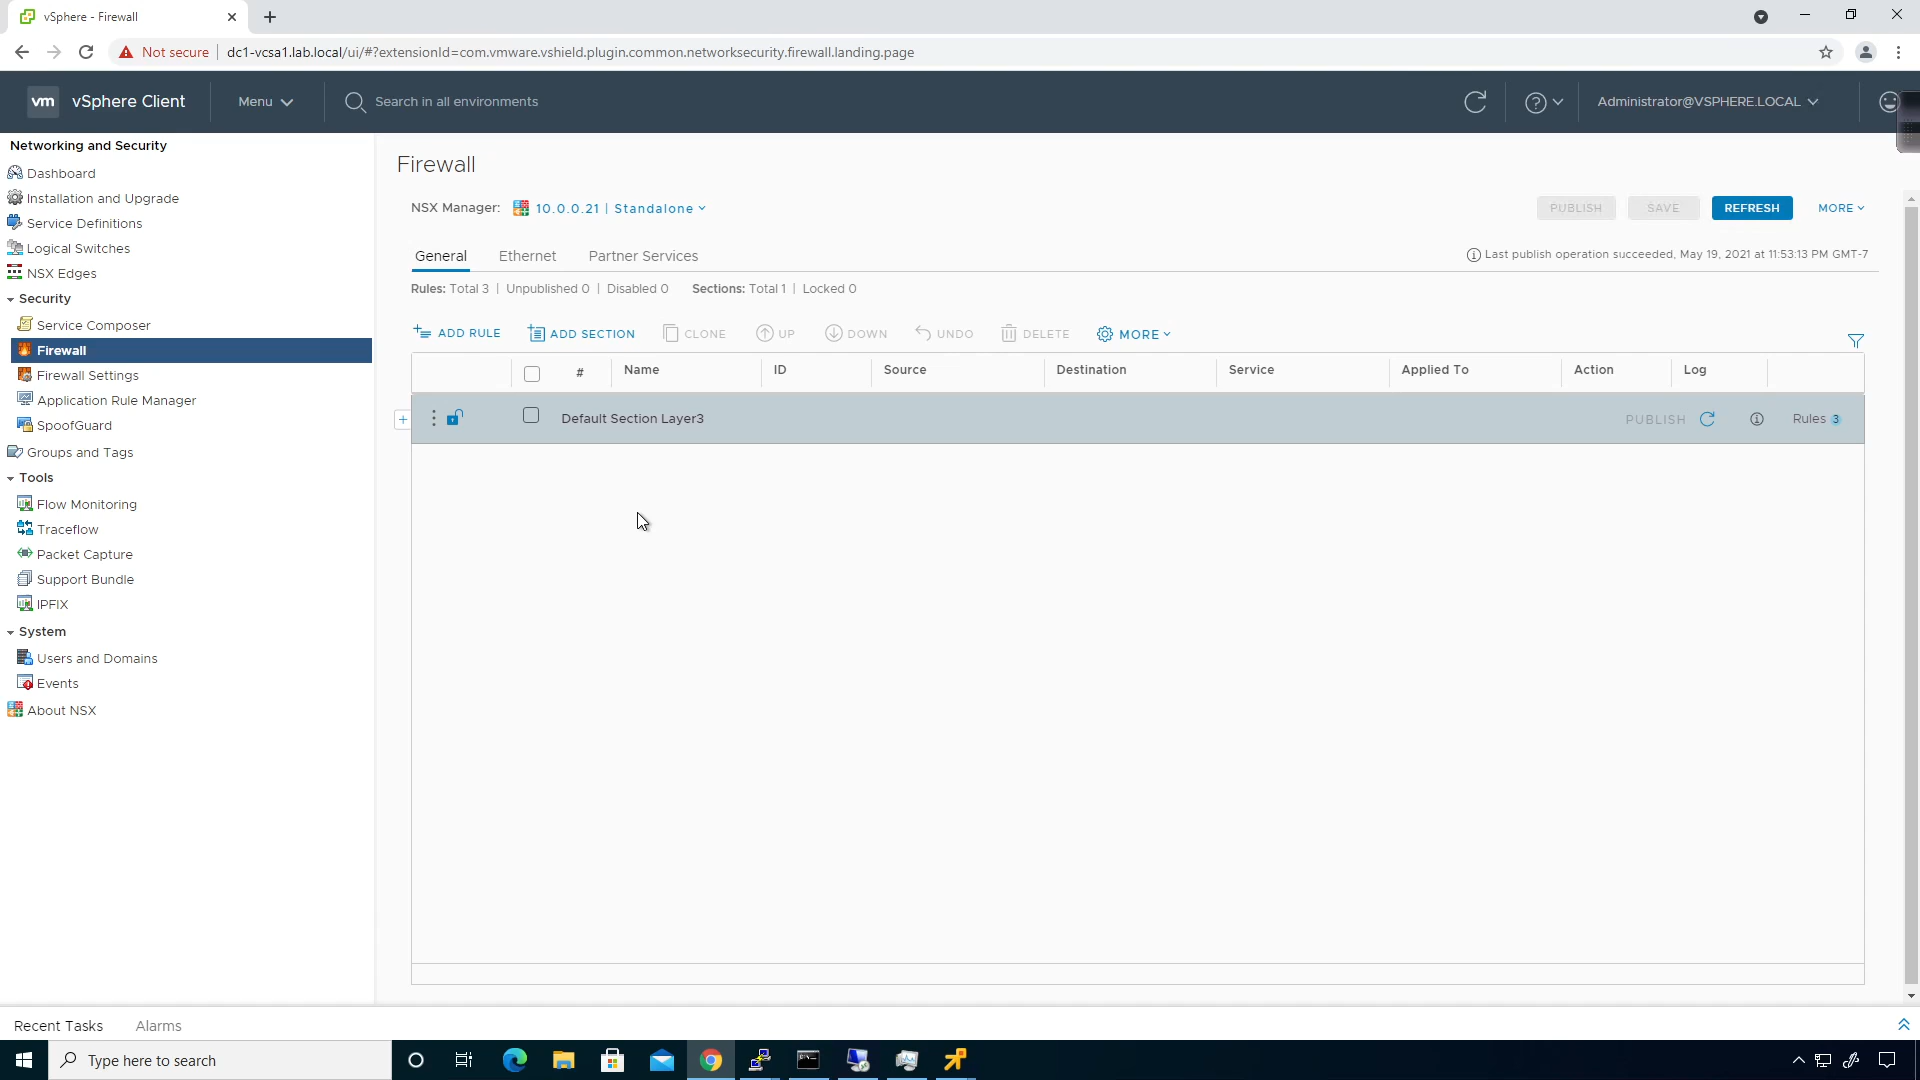 vSphere - Firewall
Not secure
dc1-vcsa1.lab.local/ui/#?extensionId=com.vmware.vshield.plugin.common.networksecurity.firewall.landing.page
vm vSphere Client
Menu
Search in all environments
Administrator@VSPHERE.LOCAL
Networking and Security
Dashboard
Installation and Upgrade
Service Definitions
Logical Switches
NSX Edges
Security
Service Composer
Firewall
Firewall Settings
Application Rule Manager
SpoofGuard
Groups and Tags
Tools
Flow Monitoring
Traceflow
Packet Capture
Support Bundle
IPFIX
System
Users and Domains
Events
About NSX
Firewall
NSX Manager: 10.0.0.21 | Standalone
PUBLISH SAVE REFRESH MORE
General Ethernet Partner Services
Last publish operation succeeded, May 19, 2021 at 11:53:13 PM GMT-7
Rules: Total 3 | Unpublished 0 | Disabled 0 Sections: Total 1 | Locked 0
ADD RULE ADD SECTION CLONE UP DOWN UNDO DELETE MORE
# Name ID Source Destination Service Applied To Action Log
Default Section Layer3 PUBLISH Rules 3
Recent Tasks Alarms
Type here to search